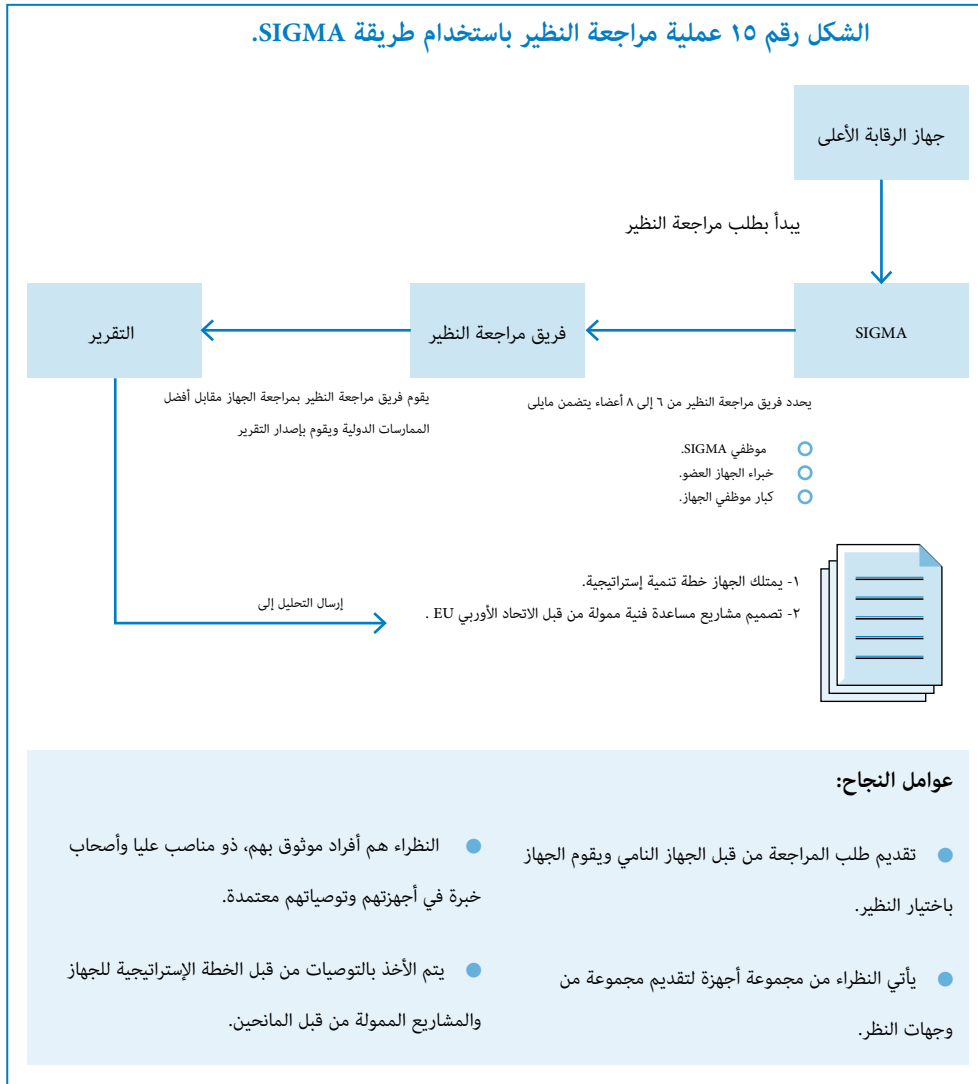 الشكل رقم ١٥ عملية مراجعة النظير باستخدام طريقة SIGMA.
جهاز الرقابة الأعلى
يبدأ بطلب مراجعة النظير
SIGMA
فريق مراجعة النظير
التقرير
يحدد فريق مراجعة النظير من ٦ إلى ٨ أعضاء يتضمن مايلى
موظفي SIGMA.
خبراء الجهاز العضو.
كبار موظفي الجهاز.
يقوم فريق مراجعة النظير بمراجعة الجهاز مقابل أفضل
الممارسات الدولية ويقوم بإصدار التقرير
إرسال التحليل إلى
١- يمتلك الجهاز خطة تنمية إستراتيجية.
٢- تصميم مشاريع مساعدة فنية ممولة من قبل الاتحاد الأوربي EU .
عوامل النجاح:
تقديم طلب المراجعة من قبل الجهاز النامي ويقوم الجهاز
باختيار النظير.
يأتي النظراء من مجموعة أجهزة لتقديم مجموعة من
وجهات النظر.
النظراء هم أفراد موثوق بهم، ذو مناصب عليا وأصحاب
خبرة في أجهزتهم وتوصياتهم معتمدة.
يتم الأخذ بالتوصيات من قبل الخطة الإستراتيجية للجهاز
والمشاريع الممولة من قبل المانحين.